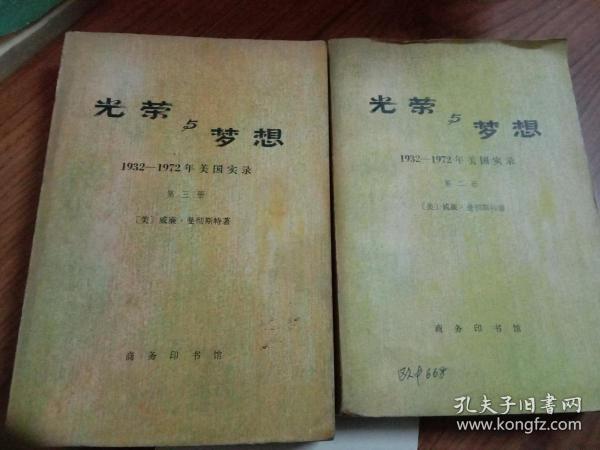 光荣与梦想
1932—1972年美国实录
第三册
〔美〕威廉·曼彻斯特著
商务印书馆
光荣与梦想
1932—1972年美国实录
第二册
〔美〕威廉·曼彻斯特著
商务印书馆
668
孔夫子旧书网
www.kongfz.com